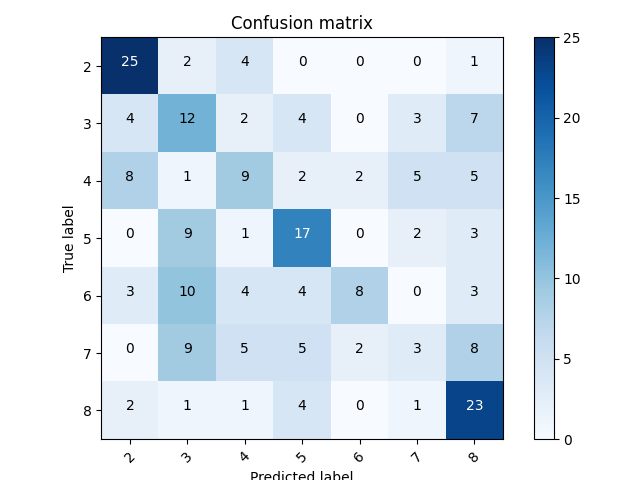 Confusion matrix
2 25 2 4 0 0 0 1
3 4 12 2 4 0 3 7
4 8 1 9 2 2 5 5
5 0 9 1 17 0 2 3
6 3 10 4 4 8 0 3
7 0 9 5 5 2 3 8
8 2 1 1 4 0 1 23
2 3 4 5 6 7 8
True label
Predicted label
25
20
15
10
5
0